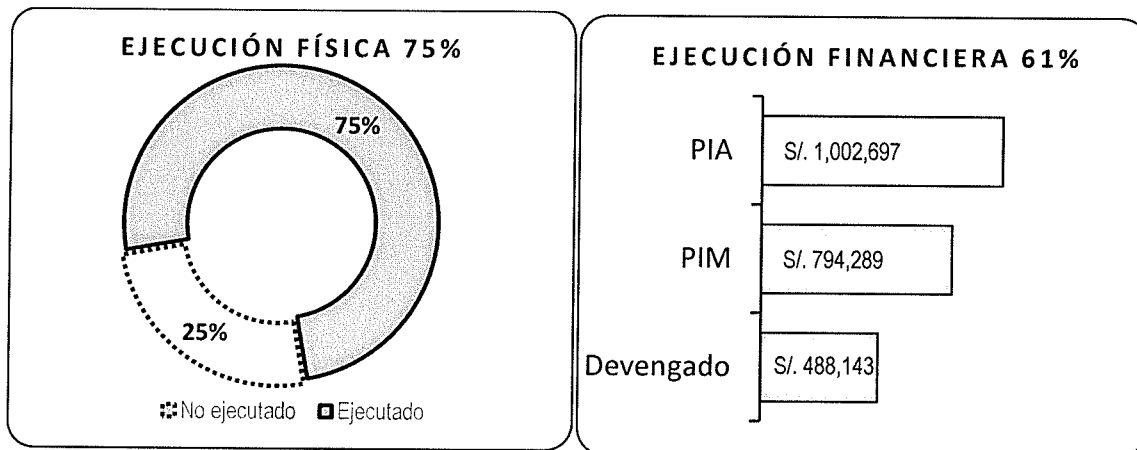 EJECUCIÓN FÍSICA 75%
75%
25%
No ejecutado Ejecutado
EJECUCIÓN FINANCIERA 61%
PIA S/. 1,002,697
PIM S/. 794,289
Devengado S/. 488,143